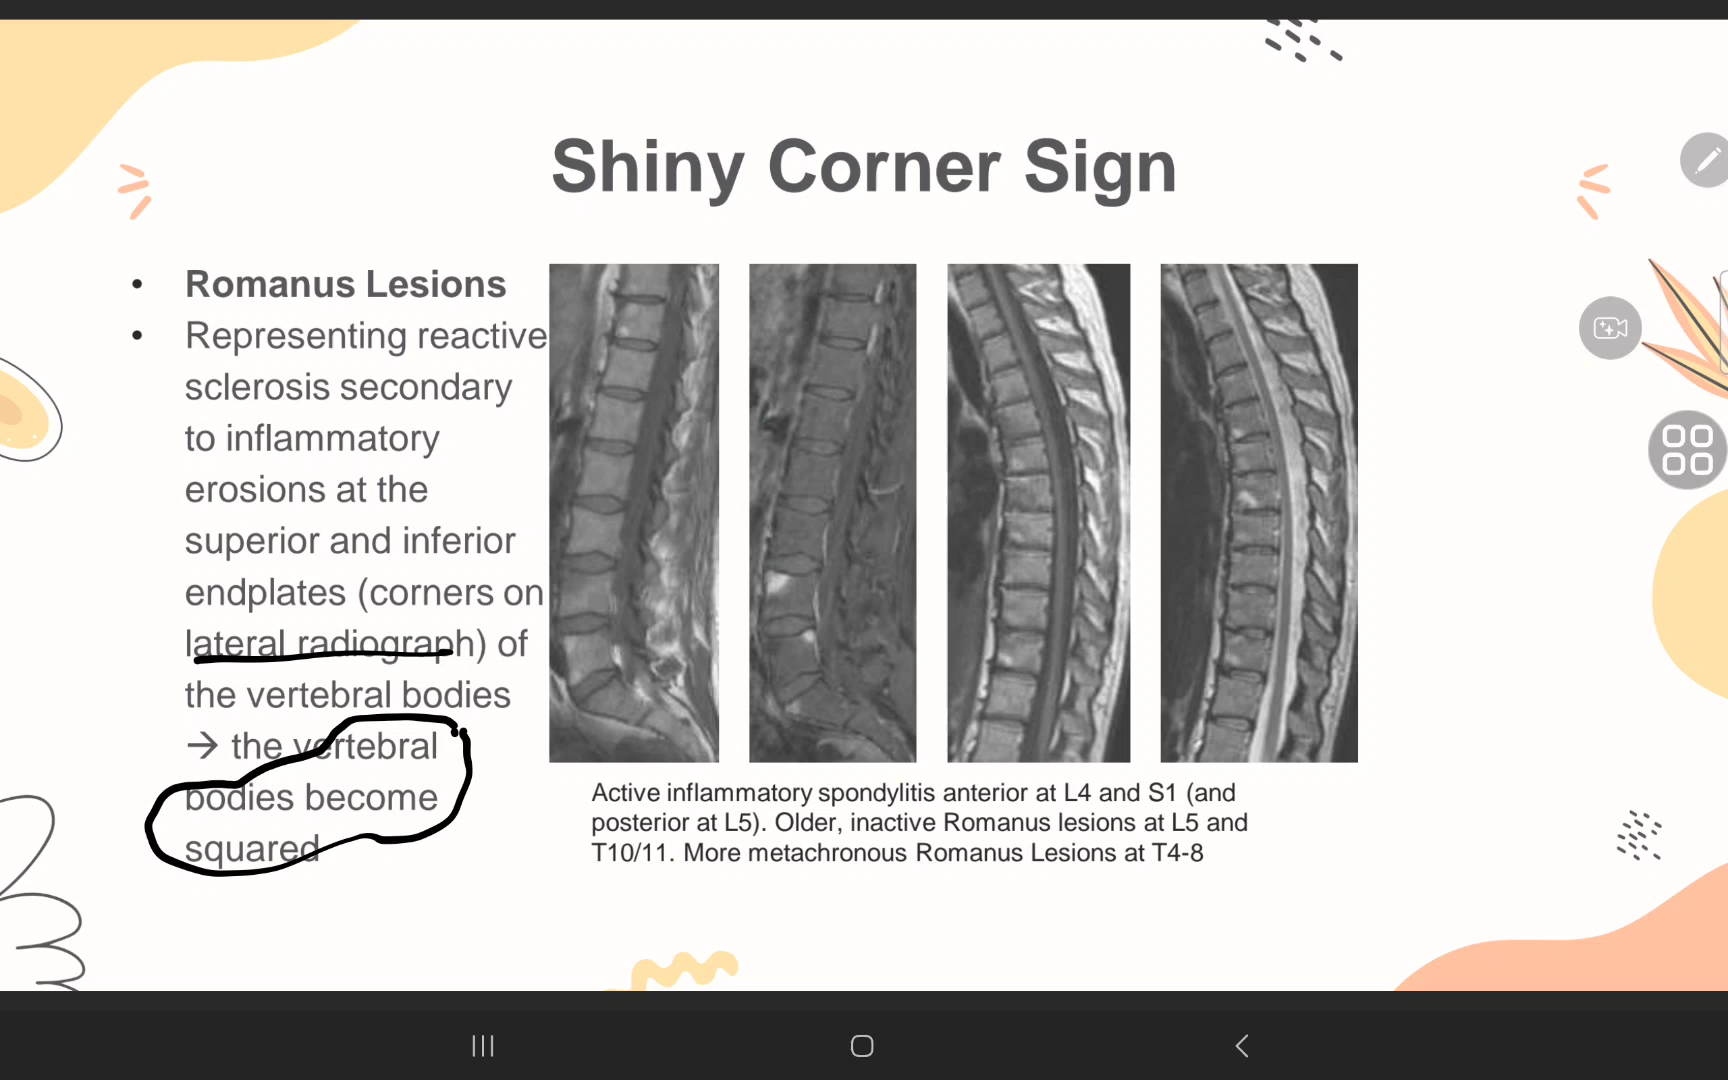 Shiny Corner Sign
• Romanus Lesions
• Representing reactive
sclerosis secondary
to inflammatory
erosions at the
superior and inferior
endplates (corners on
lateral radiograph) of
the vertebral bodies
→ the vertebral
bodies become
squared
Active inflammatory spondylitis anterior at L4 and S1 (and
posterior at L5). Older, inactive Romanus lesions at L5 and
T10/11. More metachronous Romanus Lesions at T4-8